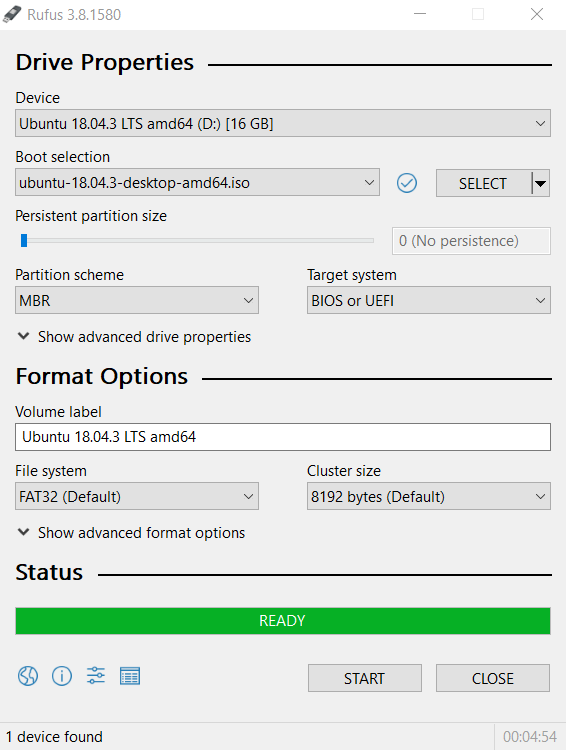 Rufus 3.8.1580
Drive Properties
Device
Ubuntu 18.04.3 LTS amd64 (D:) [16 GB]
Boot selection
ubuntu-18.04.3-desktop-amd64.iso
SELECT
Persistent partition size
0 (No persistence)
Partition scheme
Target system
MBR
BIOS or UEFI
Show advanced drive properties
Format Options
Volume label
Ubuntu 18.04.3 LTS amd64
File system
Cluster size
FAT32 (Default)
8192 bytes (Default)
Show advanced format options
Status
READY
START
CLOSE
1 device found
00:04:54